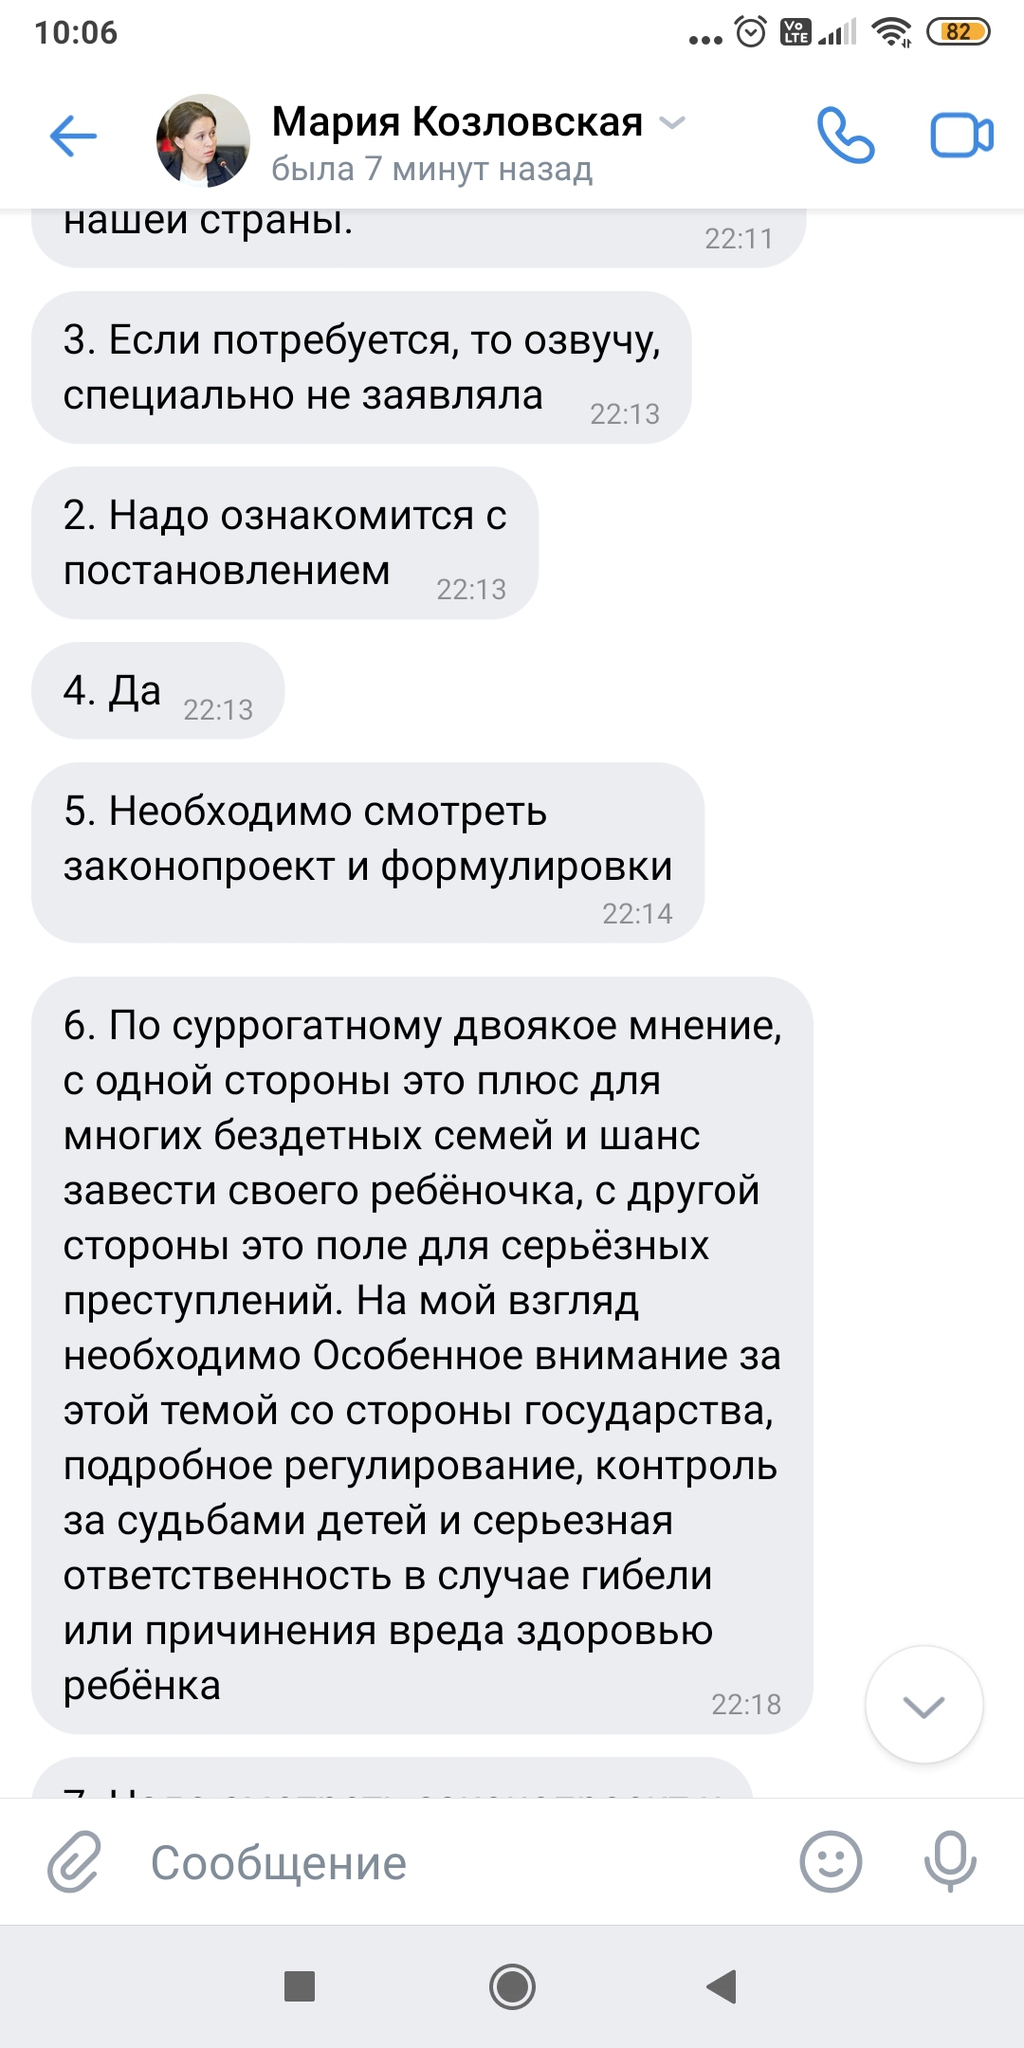 10:06
Vo
LTE
82
Мария Козловская
была 7 минут назад
нашей страны.
22:11
3. Если потребуется, то озвучу,
специально не заявляла 22:13
2. Надо ознакомится с
постановлением 22:13
4. Да 22:13
5. Необходимо смотреть
законопроект и формулировки
22:14
6. По суррогатному двоякое мнение,
с одной стороны это плюс для
многих бездетных семей и шанс
завести своего ребёночка, с другой
стороны это поле для серьёзных
преступлений. На мой взгляд
необходимо Особенное внимание за
этой темой со стороны государства,
подробное регулирование, контроль
за судьбами детей и серьезная
ответственность в случае гибели
или причинения вреда здоровью
ребёнка
22:18
7. Надо смотреть законопроект и
Сообщение